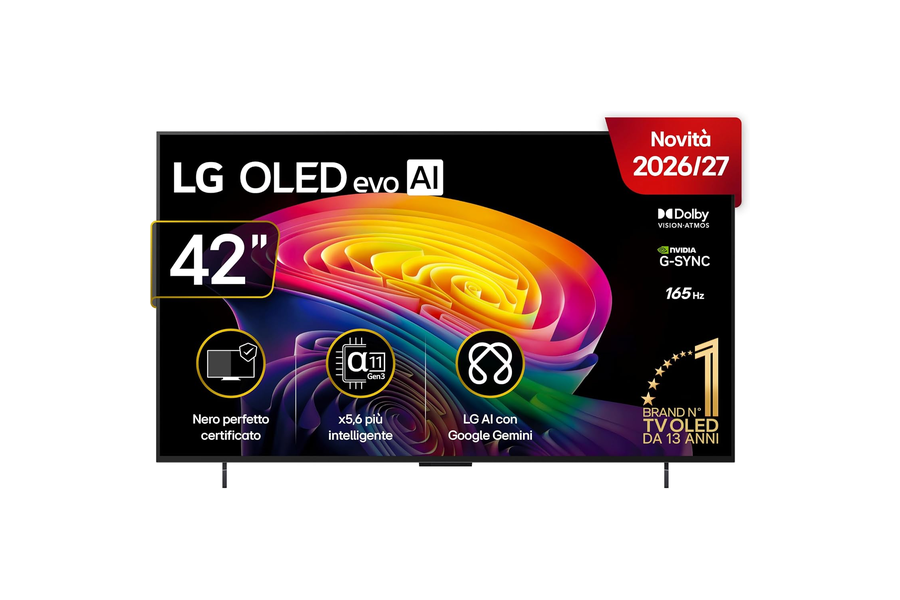 Novità
2026/27
LG OLED evo AI
42"
Dolby
VISION·ATMOS
NVIDIA
G-SYNC
165 Hz
α11
Gen3
Nero perfetto
certificato
x5,6 più
intelligente
LG AI con
Google Gemini
1
BRAND N°
TV OLED
DA 13 ANNI